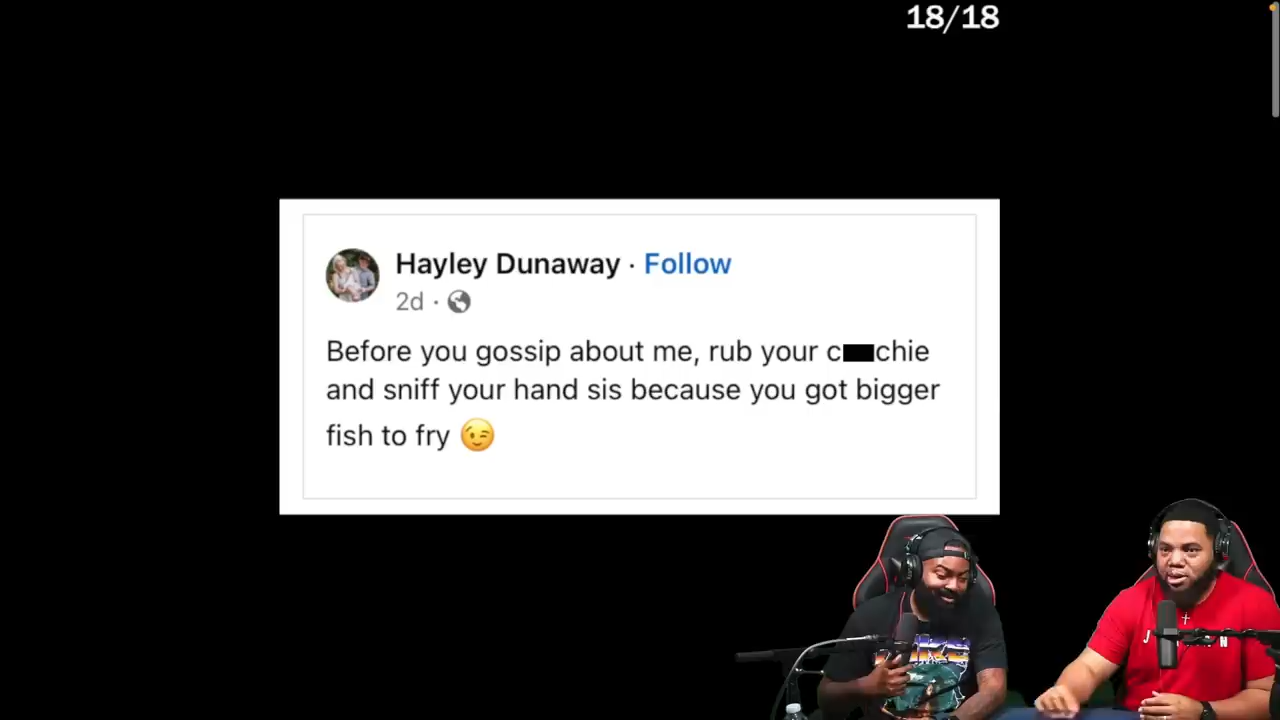 18/18
Hayley Dunaway · Follow
2d ·
Before you gossip about me, rub your c██chie
and sniff your hand sis because you got bigger
fish to fry 😉